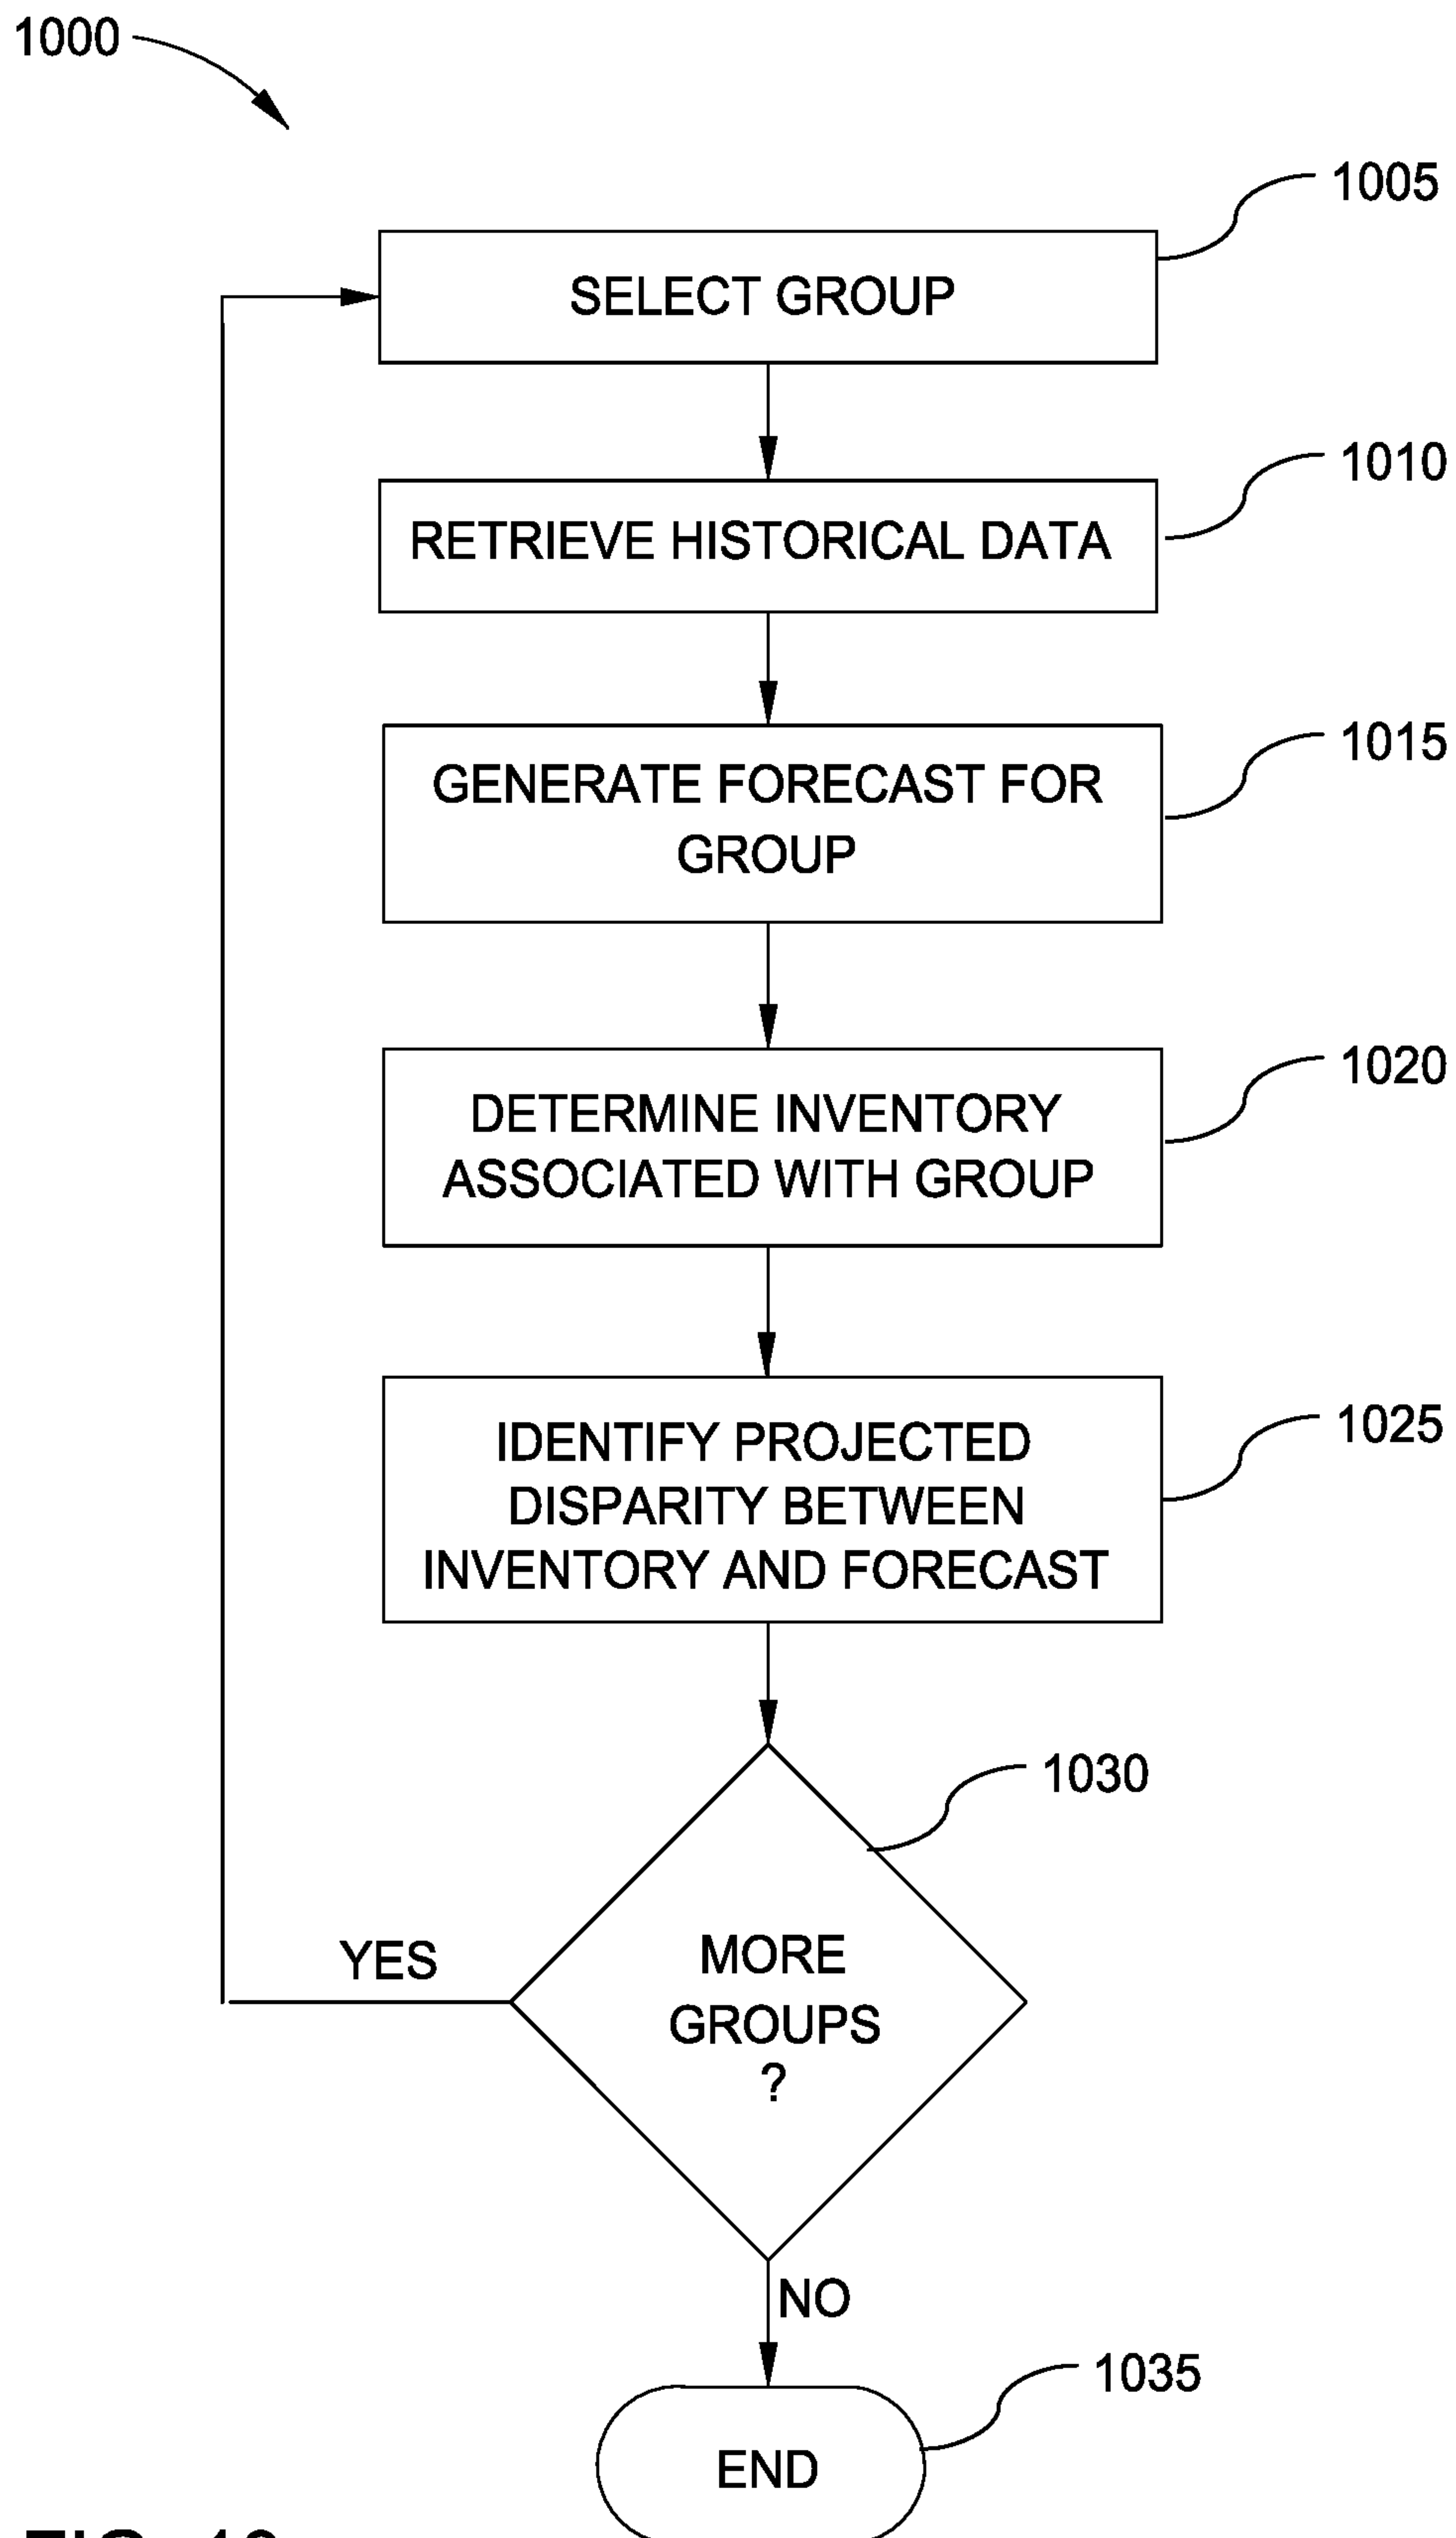 1000
1005
SELECT GROUP
1010
RETRIEVE HISTORICAL DATA
1015
GENERATE FORECAST FOR
GROUP
1020
DETERMINE INVENTORY
ASSOCIATED WITH GROUP
1025
IDENTIFY PROJECTED
DISPARITY BETWEEN
INVENTORY AND FORECAST
1030
MORE
GROUPS
?
YES
NO
1035
END